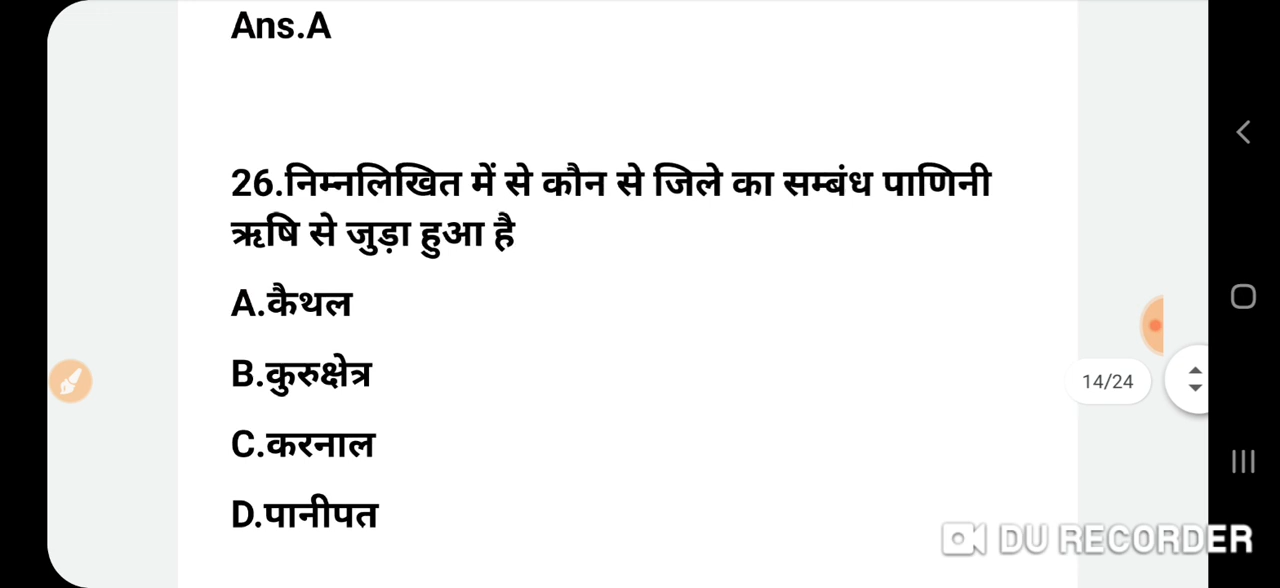 Ans.A
26.निम्नलिखित में से कौन से जिले का सम्बंध पाणिनी
ऋषि से जुड़ा हुआ है
A.कैथल
B.कुरुक्षेत्र
C.करनाल
D.पानीपत
14/24
DU RECORDER